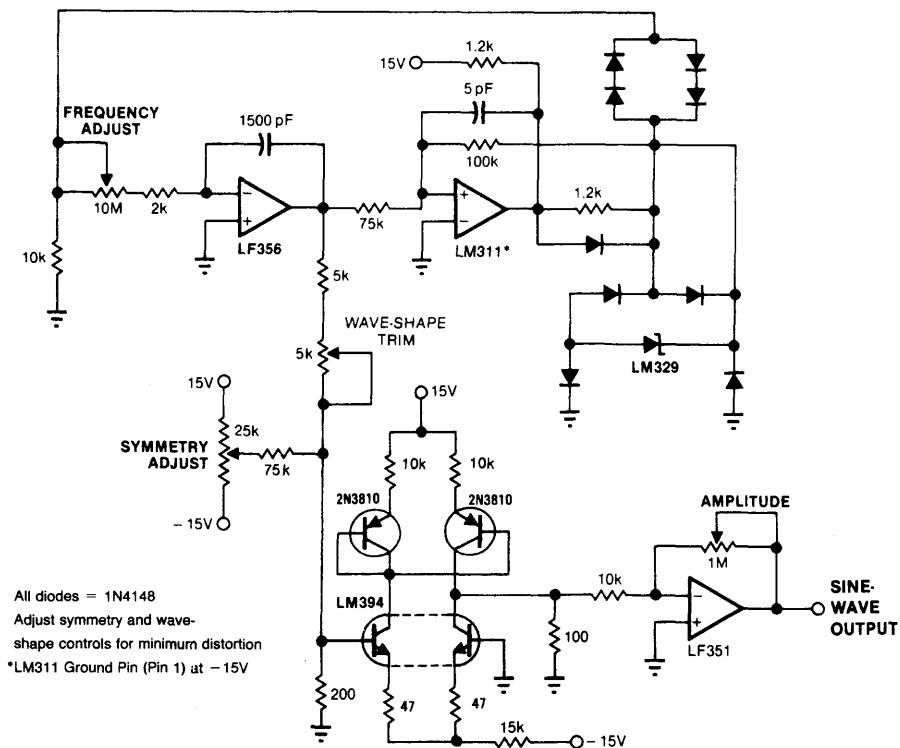 1.2k
15V
5 pF
FREQUENCY
ADJUST
1500 pF
100k
10M
2k
−
+
LF356
75k
+
−
LM311*
1.2k
10k
5k
WAVE-SHAPE
TRIM
5k
LM329
15V
15V
25k
SYMMETRY
ADJUST
75k
10k
10k
− 15V
2N3810
2N3810
AMPLITUDE
1M
10k
−
+
LF351
SINE-
WAVE
OUTPUT
LM394
100
All diodes = 1N4148
Adjust symmetry and wave-
shape controls for minimum distortion
*LM311 Ground Pin (Pin 1) at −15V
200
47
47
15k
− 15V